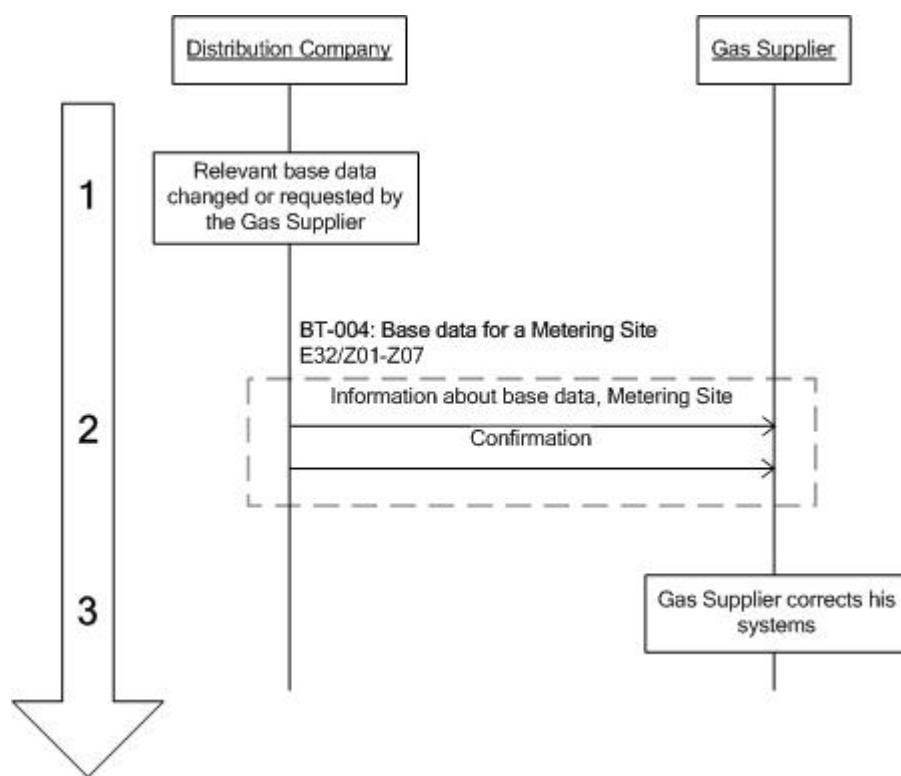 Distribution Company
Gas Supplier
1
Relevant base data
changed or requested by
the Gas Supplier
BT-004: Base data for a Metering Site
E32/Z01-Z07
Information about base data, Metering Site
2
Confirmation
3
Gas Supplier corrects his
systems